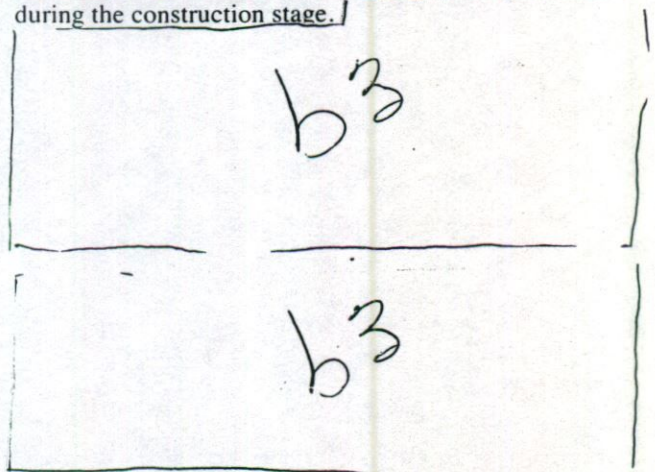 during the construction stage.
b3
b3